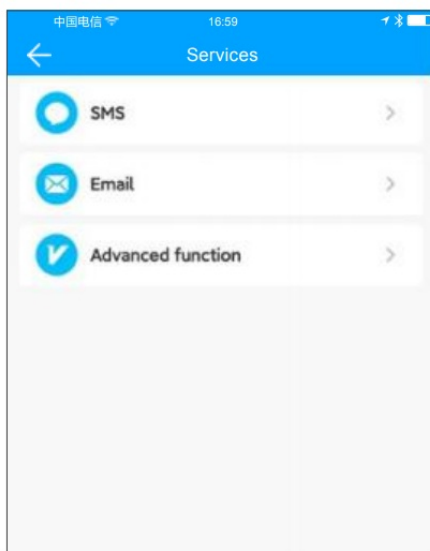 中国电信 16:59
Services
SMS
Email
Advanced function